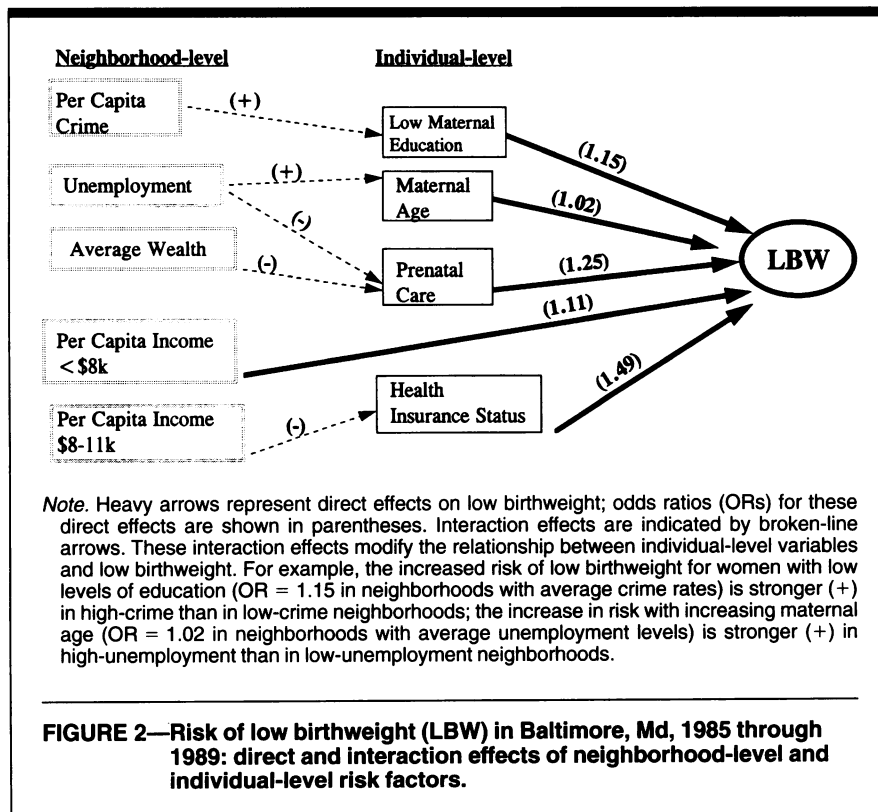 Neighborhood-level
Individual-level
Per Capita
Crime
(+)
Low Maternal
Education
(1.15)
Unemployment
(+)
Maternal
Age
(1.02)
(-)
Average Wealth
(-)
Prenatal
Care
(1.25)
LBW
(1.11)
Per Capita Income
< $8k
(1.49)
Health
Insurance Status
Per Capita Income
$8-11k
(-)
Note. Heavy arrows represent direct effects on low birthweight; odds ratios (ORs) for these
direct effects are shown in parentheses. Interaction effects are indicated by broken-line
arrows. These interaction effects modify the relationship between individual-level variables
and low birthweight. For example, the increased risk of low birthweight for women with low
levels of education (OR = 1.15 in neighborhoods with average crime rates) is stronger (+)
in high-crime than in low-crime neighborhoods; the increase in risk with increasing maternal
age (OR = 1.02 in neighborhoods with average unemployment levels) is stronger (+) in
high-unemployment than in low-unemployment neighborhoods.
FIGURE 2—Risk of low birthweight (LBW) in Baltimore, Md, 1985 through
1989: direct and interaction effects of neighborhood-level and
individual-level risk factors.